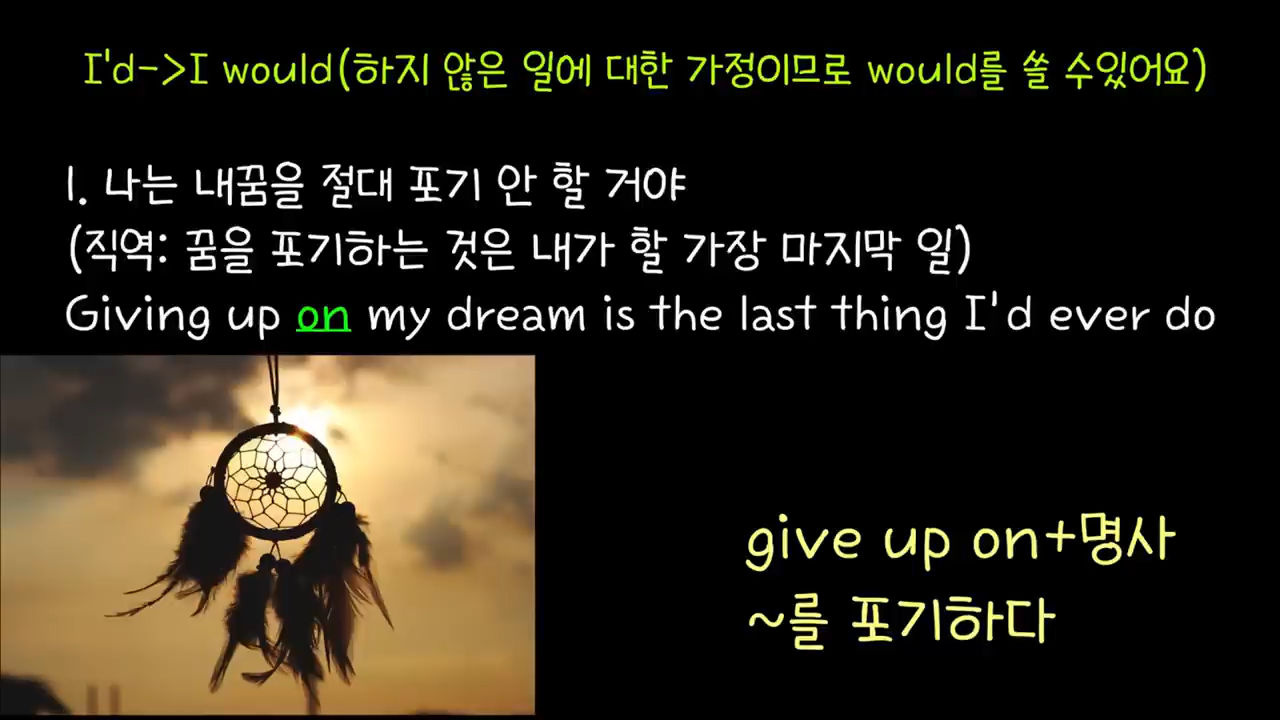 I'd->I would(하지 않은 일에 대한 가정이므로 would를 쓸 수있어요)
1. 나는 내꿈을 절대 포기 안 할 거야
(직역: 꿈을 포기하는 것은 내가 할 가장 마지막 일)
Giving up on my dream is the last thing I'd ever do
give up on+명사
~를 포기하다